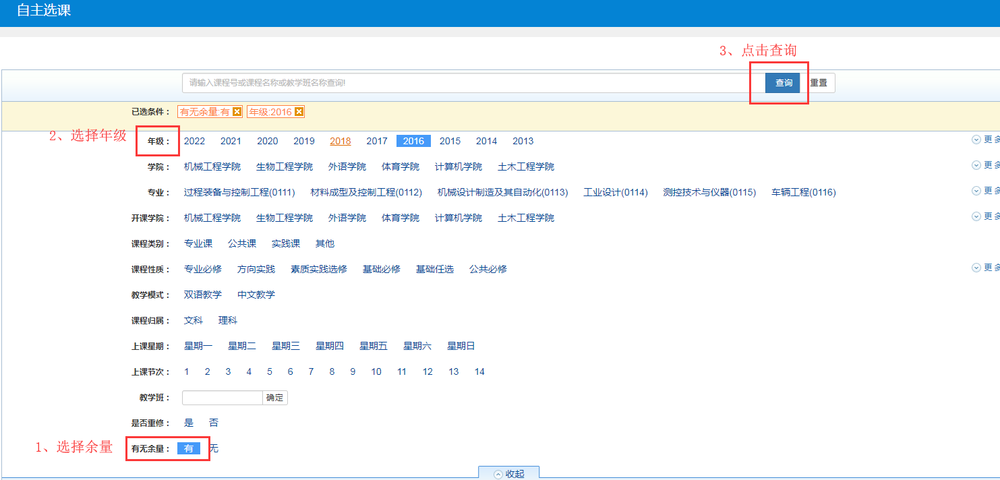 自主选课
3、点击查询
请输入课程号或课程名称或教学班名称查询! 查询 重置
已选条件： 有无余量:有 年级:2016
2、选择年级
年级： 2022 2021 2020 2019 2018 2017 2016 2015 2014 2013 更多
学院： 机械工程学院 生物工程学院 外语学院 体育学院 计算机学院 土木工程学院 更多
专业： 过程装备与控制工程(0111) 材料成型及控制工程(0112) 机械设计制造及其自动化(0113) 工业设计(0114) 测控技术与仪器(0115) 车辆工程(0116) 更多
开课学院： 机械工程学院 生物工程学院 外语学院 体育学院 计算机学院 土木工程学院 更多
课程类别： 专业课 公共课 实践课 其他
课程性质： 专业必修 方向实践 素质实践选修 基础必修 基础任选 公共必修 更多
教学模式： 双语教学 中文教学
课程归属： 文科 理科
上课星期： 星期一 星期二 星期三 星期四 星期五 星期六 星期日
上课节次： 1 2 3 4 5 6 7 8 9 10 11 12 13 14
教学班： 确定
是否重修： 是 否
1、选择余量
有无余量： 有 无
收起